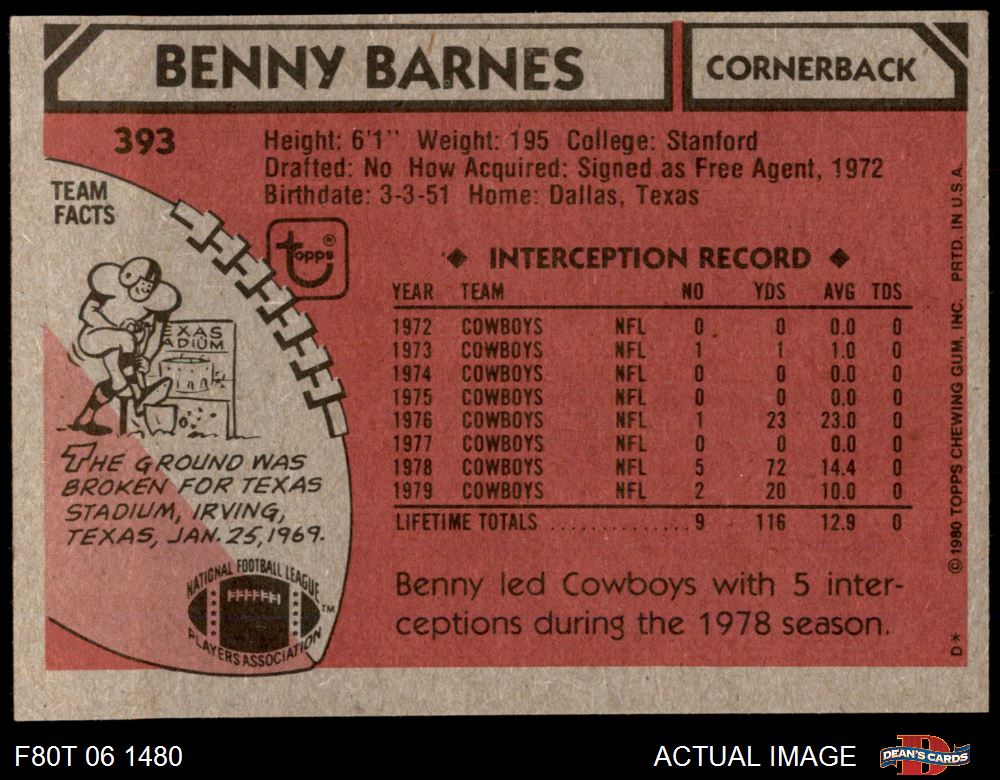 BENNY BARNES
CORNERBACK
393
Height: 6'1" Weight: 195 College: Stanford
Drafted: No How Acquired: Signed as Free Agent, 1972
Birthdate: 3-3-51 Home: Dallas, Texas
TEAM
FACTS
topps®
EXAS
ADIUM
THE GROUND WAS
BROKEN FOR TEXAS
STADIUM, IRVING,
TEXAS, JAN. 25, 1969.
NATIONAL FOOTBALL LEAGUE
PLAYERS ASSOCIATION
TM
◆ INTERCEPTION RECORD ◆
YEAR TEAM NO YDS AVG TDS
1972 COWBOYS NFL 0 0 0.0 0
1973 COWBOYS NFL 1 1 1.0 0
1974 COWBOYS NFL 0 0 0.0 0
1975 COWBOYS NFL 0 0 0.0 0
1976 COWBOYS NFL 1 23 23.0 0
1977 COWBOYS NFL 0 0 0.0 0
1978 COWBOYS NFL 5 72 14.4 0
1979 COWBOYS NFL 2 20 10.0 0
LIFETIME TOTALS ............ 9 116 12.9 0
Benny led Cowboys with 5 inter-
ceptions during the 1978 season.
D* © 1980 TOPPS CHEWING GUM, INC. PRTD. IN U.S.A.
F80T 06 1480
ACTUAL IMAGE
DEAN'S CARDS